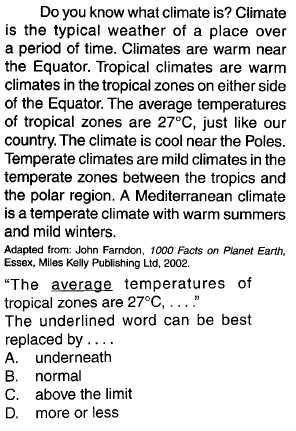 Do you know what climate is? Climate
is the typical weather of a place over
a period of time. Climates are warm near
the Equator. Tropical climates are warm
climates in the tropical zones on either side
of the Equator. The average temperatures
of tropical zones are 27°C, just like our
country. The climate is cool near the Poles.
Temperate climates are mild climates in the
temperate zones between the tropics and
the polar region. A Mediterranean climate
is a temperate climate with warm summers
and mild winters.
Adapted from: John Farndon, 1000 Facts on Planet Earth,
Essex, Miles Kelly Publishing Ltd, 2002.
“The average temperatures of
tropical zones are 27°C, . . . .”
The underlined word can be best
replaced by . . . .
A. underneath
B. normal
C. above the limit
D. more or less